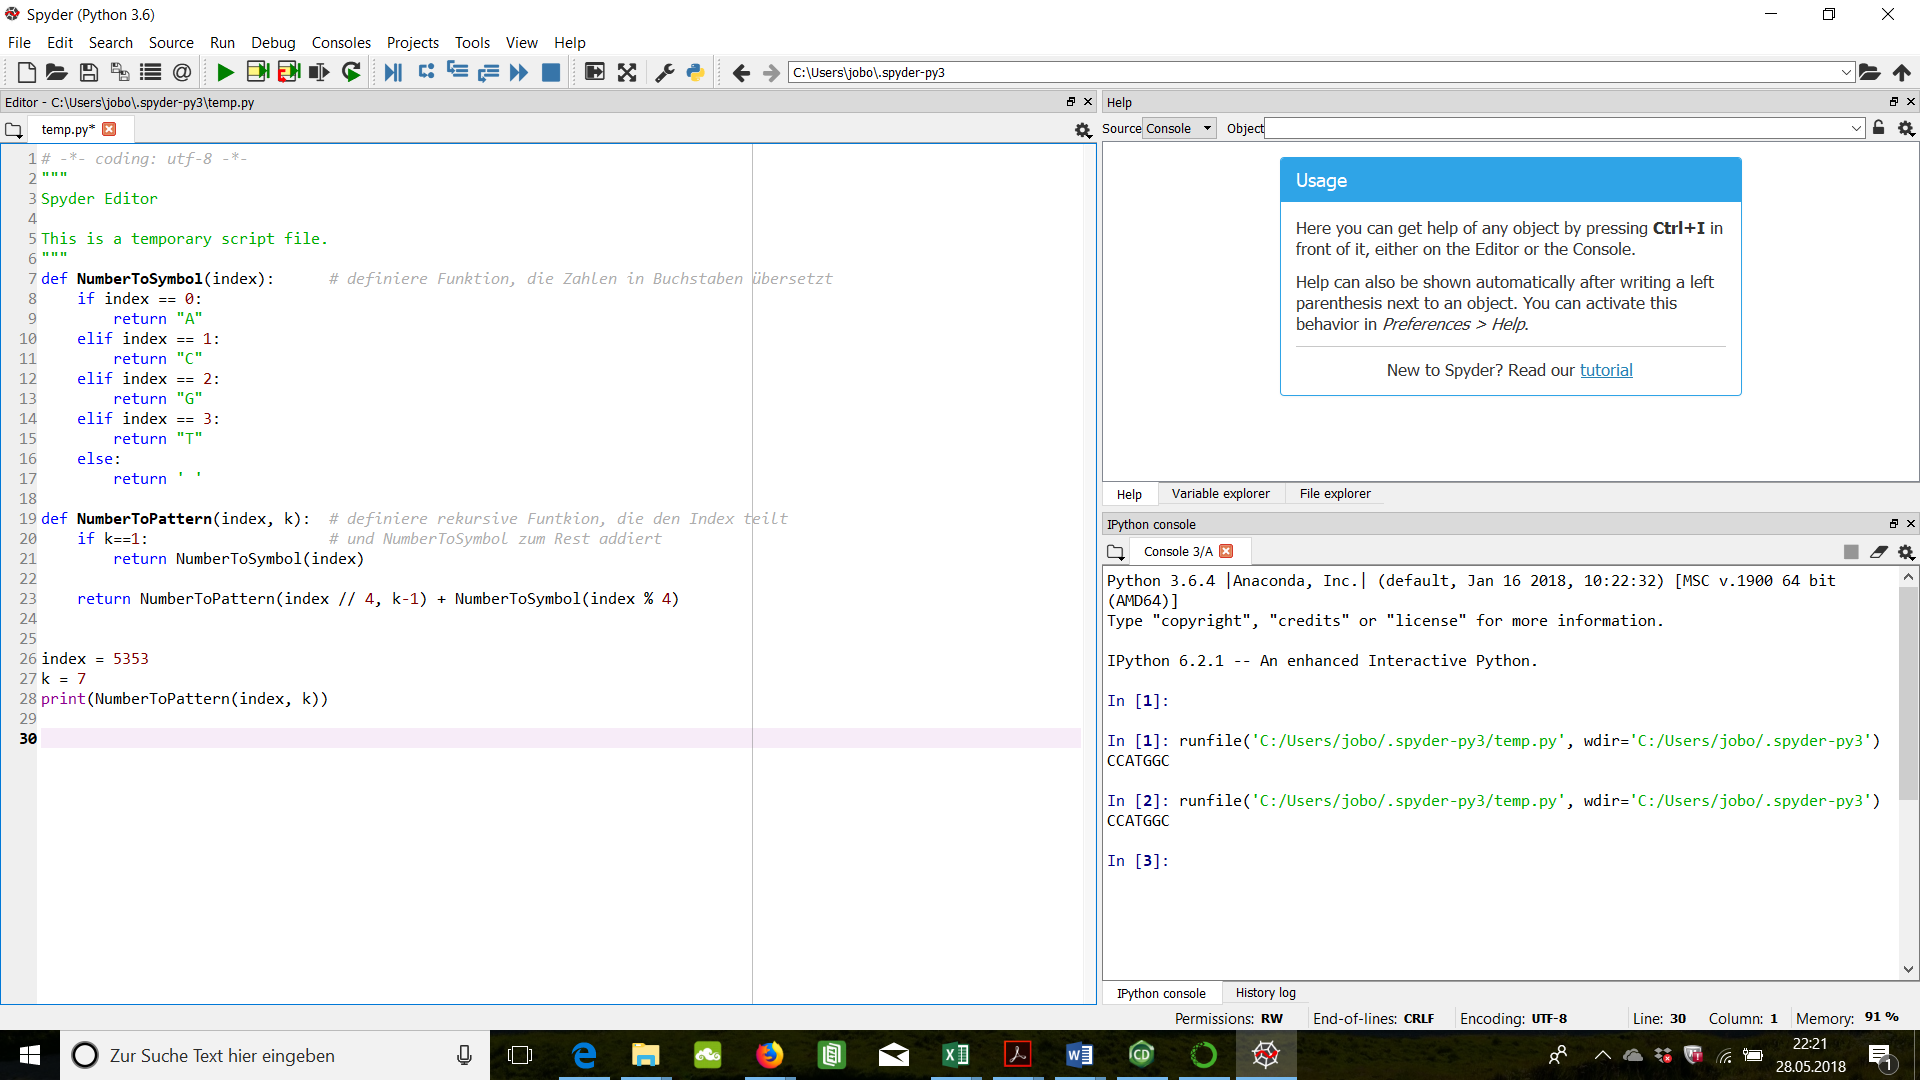 Spyder (Python 3.6)
File Edit Search Source Run Debug Consoles Projects Tools View Help
C:\Users\jobo\.spyder-py3
Editor - C:\Users\jobo\.spyder-py3\temp.py
temp.py*
1 # -*- coding: utf-8 -*-
2 """
3 Spyder Editor
4
5 This is a temporary script file.
6 """
7 def NumberToSymbol(index):      # definiere Funktion, die Zahlen in Buchstaben übersetzt
8     if index == 0:
9         return "A"
10     elif index == 1:
11         return "C"
12     elif index == 2:
13         return "G"
14     elif index == 3:
15         return "T"
16     else:
17         return ' '
18
19 def NumberToPattern(index, k):  # definiere rekursive Funtkion, die den Index teilt
20     if k==1:                    # und NumberToSymbol zum Rest addiert
21         return NumberToSymbol(index)
22
23     return NumberToPattern(index // 4, k-1) + NumberToSymbol(index % 4)
24
25
26 index = 5353
27 k = 7
28 print(NumberToPattern(index, k))
29
30
Help
Source Console Object
Usage
Here you can get help of any object by pressing Ctrl+I in
front of it, either on the Editor or the Console.
Help can also be shown automatically after writing a left
parenthesis next to an object. You can activate this
behavior in Preferences > Help.
New to Spyder? Read our tutorial
Help Variable explorer File explorer
IPython console
Console 3/A
Python 3.6.4 |Anaconda, Inc.| (default, Jan 16 2018, 10:22:32) [MSC v.1900 64 bit
(AMD64)]
Type "copyright", "credits" or "license" for more information.
IPython 6.2.1 -- An enhanced Interactive Python.
In [1]:
In [1]: runfile('C:/Users/jobo/.spyder-py3/temp.py', wdir='C:/Users/jobo/.spyder-py3')
CCATGGC
In [2]: runfile('C:/Users/jobo/.spyder-py3/temp.py', wdir='C:/Users/jobo/.spyder-py3')
CCATGGC
In [3]:
IPython console History log
Permissions: RW End-of-lines: CRLF Encoding: UTF-8 Line: 30 Column: 1 Memory: 91 %
Zur Suche Text hier eingeben
CD
22:21
28.05.2018
1